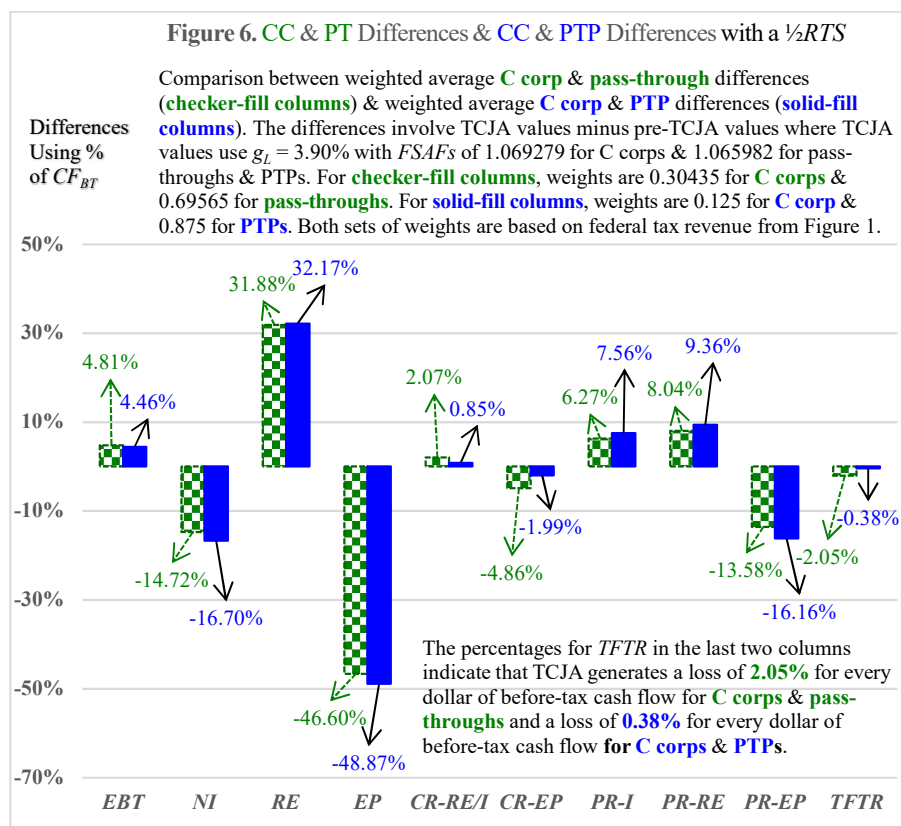 Figure 6. CC & PT Differences & CC & PTP Differences with a ½RTS
Comparison between weighted average C corp & pass-through differences
(checker-fill columns) & weighted average C corp & PTP differences (solid-fill
columns). The differences involve TCJA values minus pre-TCJA values where TCJA
values use gL = 3.90% with FSAFs of 1.069279 for C corps & 1.065982 for pass-
throughs & PTPs. For checker-fill columns, weights are 0.30435 for C corps &
0.69565 for pass-throughs. For solid-fill columns, weights are 0.125 for C corp &
0.875 for PTPs. Both sets of weights are based on federal tax revenue from Figure 1.
Differences
Using %
of CFBT
50%
30%
10%
-10%
-30%
-50%
-70%
4.81%
4.46%
-14.72%
-16.70%
31.88%
32.17%
-46.60%
-48.87%
2.07%
0.85%
-4.86%
-1.99%
6.27%
7.56%
8.04%
9.36%
-13.58%
-16.16%
-2.05%
-0.38%
The percentages for TFTR in the last two columns
indicate that TCJA generates a loss of 2.05% for every
dollar of before-tax cash flow for C corps & pass-
throughs and a loss of 0.38% for every dollar of
before-tax cash flow for C corps & PTPs.
EBT NI RE EP CR-RE/I CR-EP PR-I PR-RE PR-EP TFTR